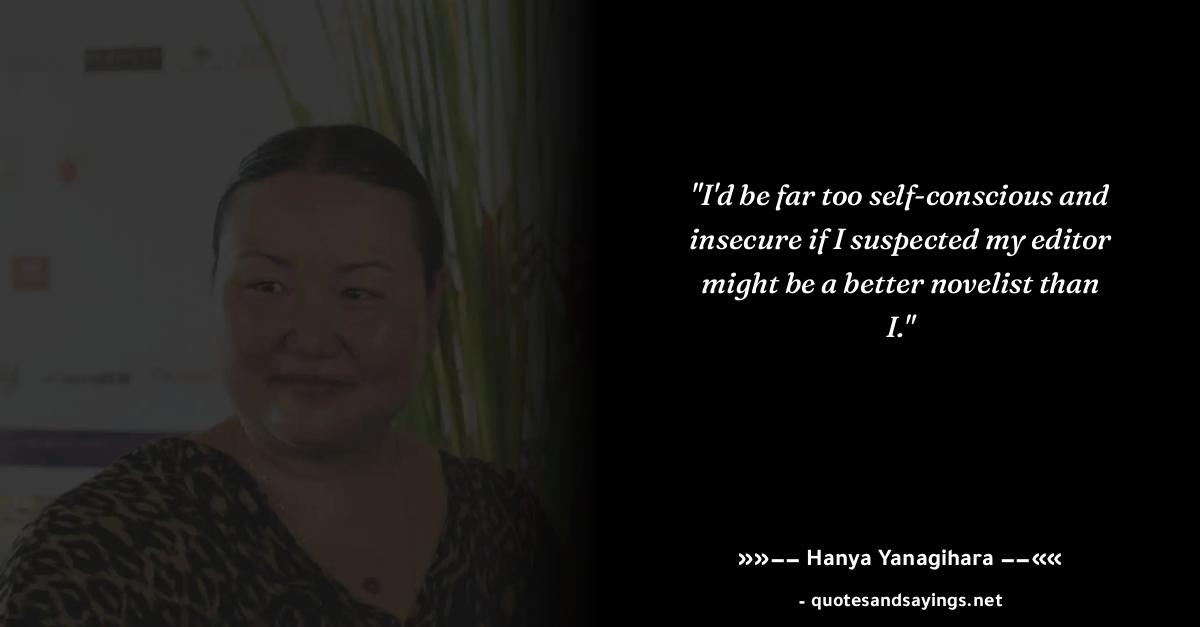 "I'd be far too self-conscious and
insecure if I suspected my editor
might be a better novelist than
I."
»»–– Hanya Yanagihara ––««
- quotesandsayings.net